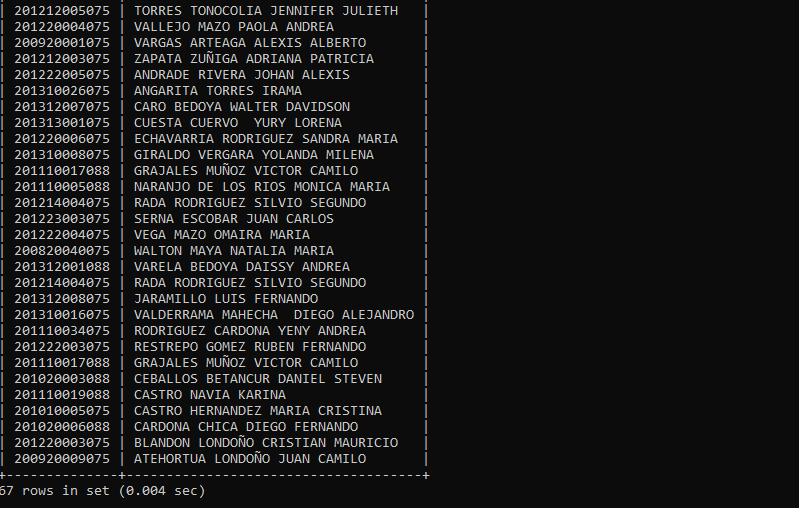 | 201212005075 | TORRES TONOCOLIA JENNIFER JULIETH   |
| 201220004075 | VALLEJO MAZO PAOLA ANDREA           |
| 200920001075 | VARGAS ARTEAGA ALEXIS ALBERTO       |
| 201212003075 | ZAPATA ZUÑIGA ADRIANA PATRICIA      |
| 201222005075 | ANDRADE RIVERA JOHAN ALEXIS         |
| 201310026075 | ANGARITA TORRES IRAMA               |
| 201312007075 | CARO BEDOYA WALTER DAVIDSON         |
| 201313001075 | CUESTA CUERVO  YURY LORENA          |
| 201220006075 | ECHAVARRIA RODRIGUEZ SANDRA MARIA   |
| 201310008075 | GIRALDO VERGARA YOLANDA MILENA      |
| 201110017088 | GRAJALES MUÑOZ VICTOR CAMILO        |
| 201110005088 | NARANJO DE LOS RIOS MONICA MARIA    |
| 201214004075 | RADA RODRIGUEZ SILVIO SEGUNDO       |
| 201223003075 | SERNA ESCOBAR JUAN CARLOS           |
| 201222004075 | VEGA MAZO OMAIRA MARIA              |
| 200820040075 | WALTON MAYA NATALIA MARIA           |
| 201312001088 | VARELA BEDOYA DAISSY ANDREA         |
| 201214004075 | RADA RODRIGUEZ SILVIO SEGUNDO       |
| 201312008075 | JARAMILLO LUIS FERNANDO             |
| 201310016075 | VALDERRAMA MAHECHA  DIEGO ALEJANDRO |
| 201110034075 | RODRIGUEZ CARDONA YENY ANDREA       |
| 201222003075 | RESTREPO GOMEZ RUBEN FERNANDO       |
| 201110017088 | GRAJALES MUÑOZ VICTOR CAMILO        |
| 201020003088 | CEBALLOS BETANCUR DANIEL STEVEN     |
| 201110019088 | CASTRO NAVIA KARINA                 |
| 201010005075 | CASTRO HERNANDEZ MARIA CRISTINA     |
| 201020006088 | CARDONA CHICA DIEGO FERNANDO        |
| 201220003075 | BLANDON LONDOÑO CRISTIAN MAURICIO   |
| 200920009075 | ATEHORTUA LONDOÑO JUAN CAMILO       |
+--------------+-------------------------------------+
67 rows in set (0.004 sec)